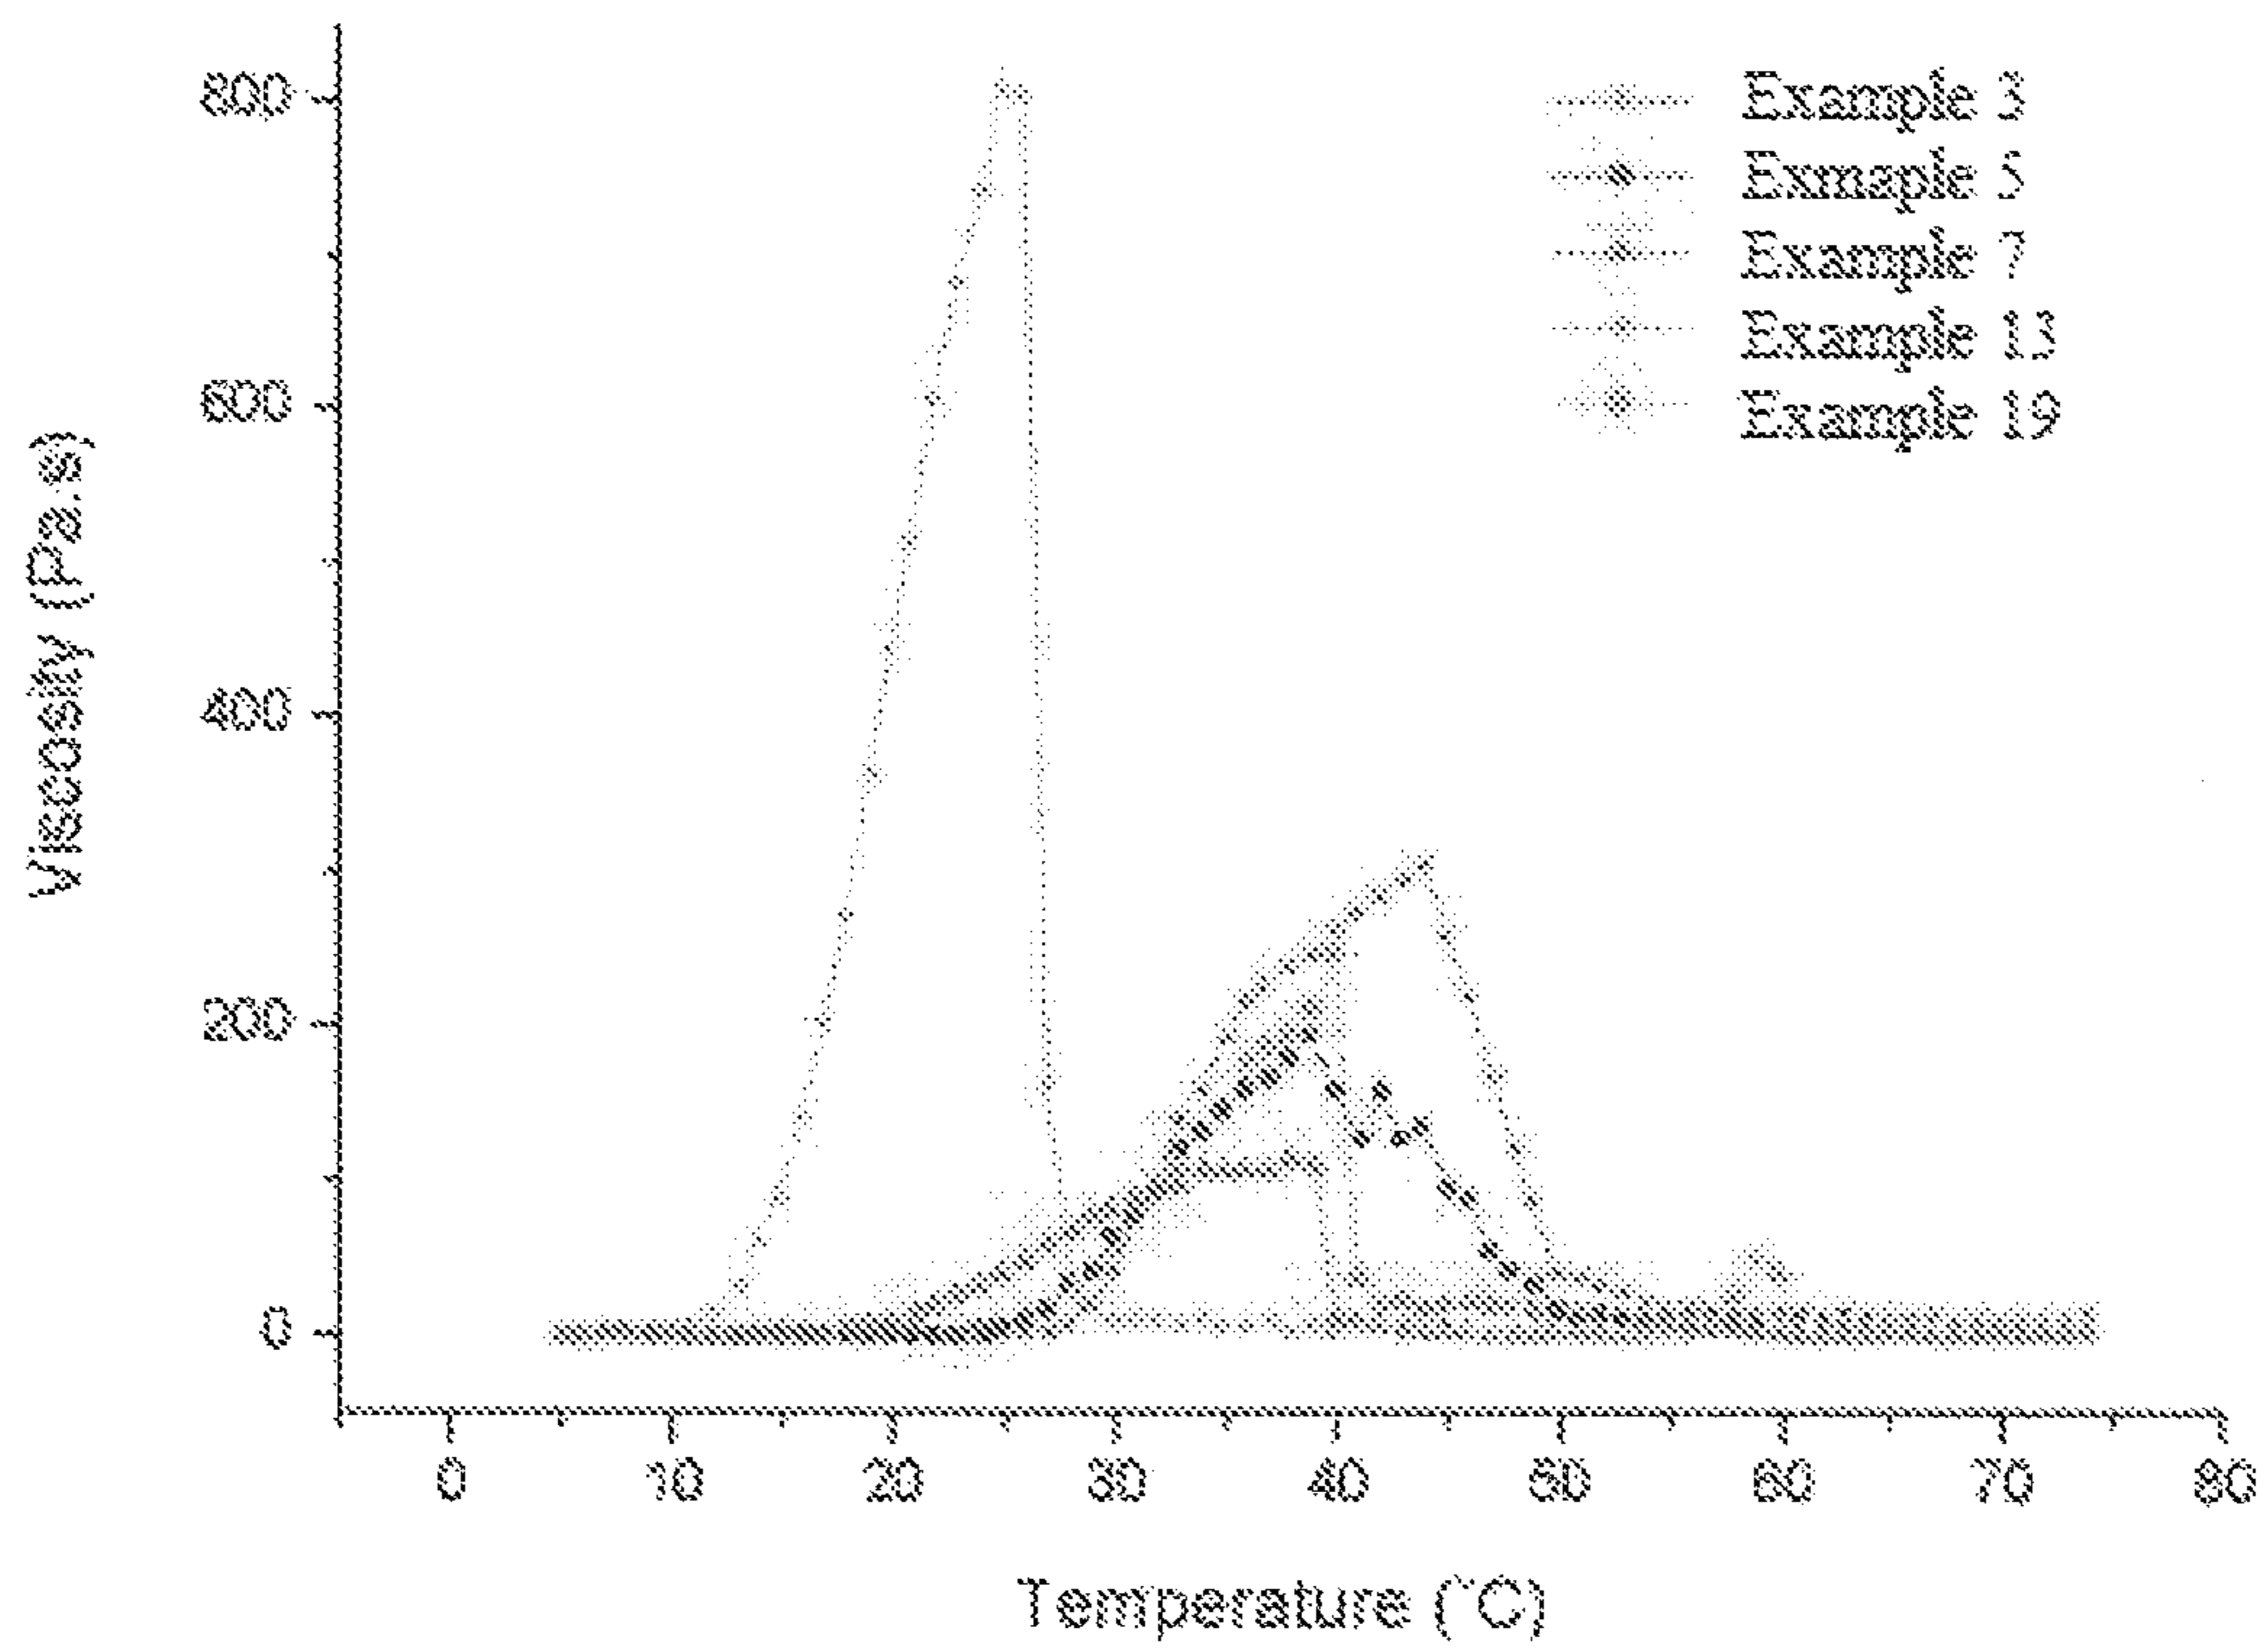 800
600
400
200
0
Viscosity (Pa.s)
Example 3
Exmaple 5
Example 7
Example 13
Example 19
0 10 20 30 40 50 60 70 80
Temperature (°C)